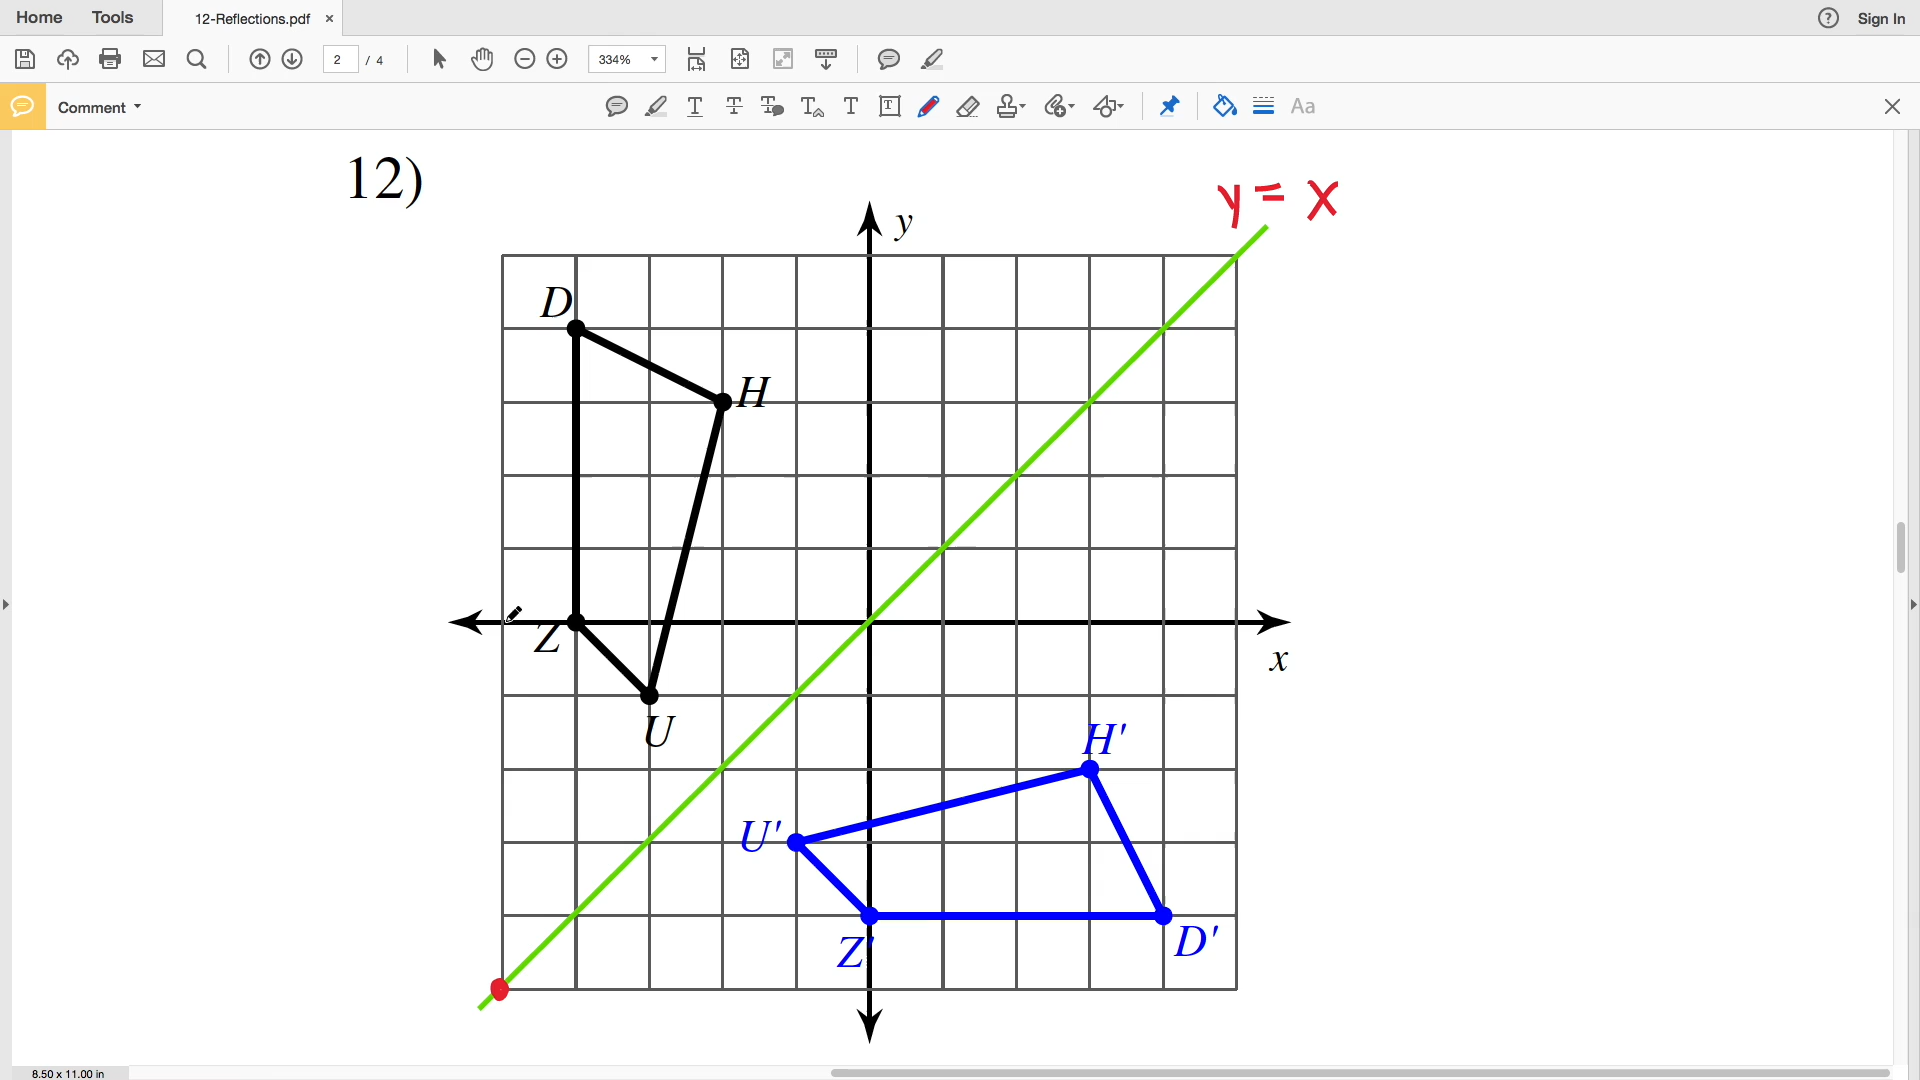 Home Tools 12-Reflections.pdf × ? Sign In
2 / 4 334%
Comment T T T T T T Aa
12)
y = x
y
D
H
Z
x
U
H'
U'
Z'
D'
8.50 x 11.00 in